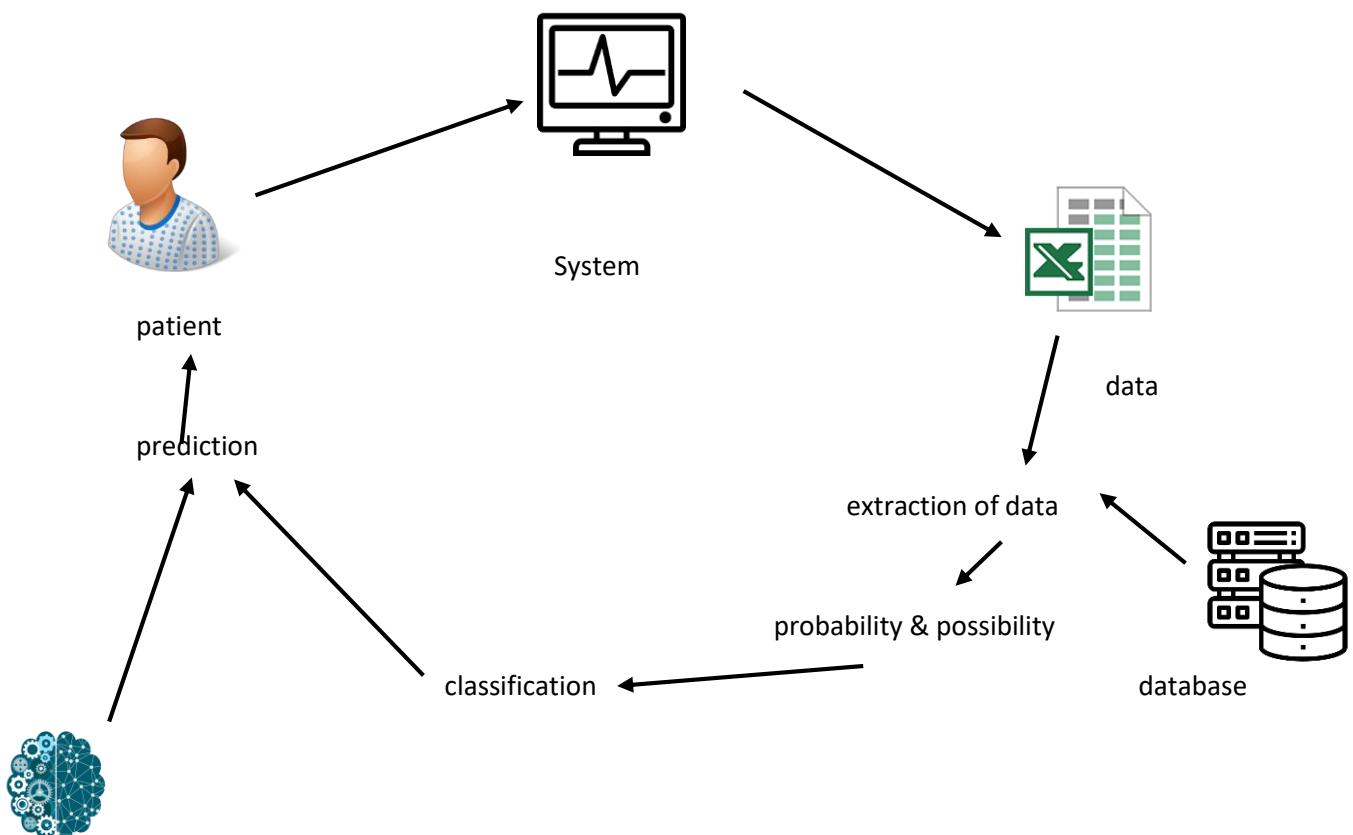 System
patient
data
prediction
extraction of data
probability & possibility
classification
database